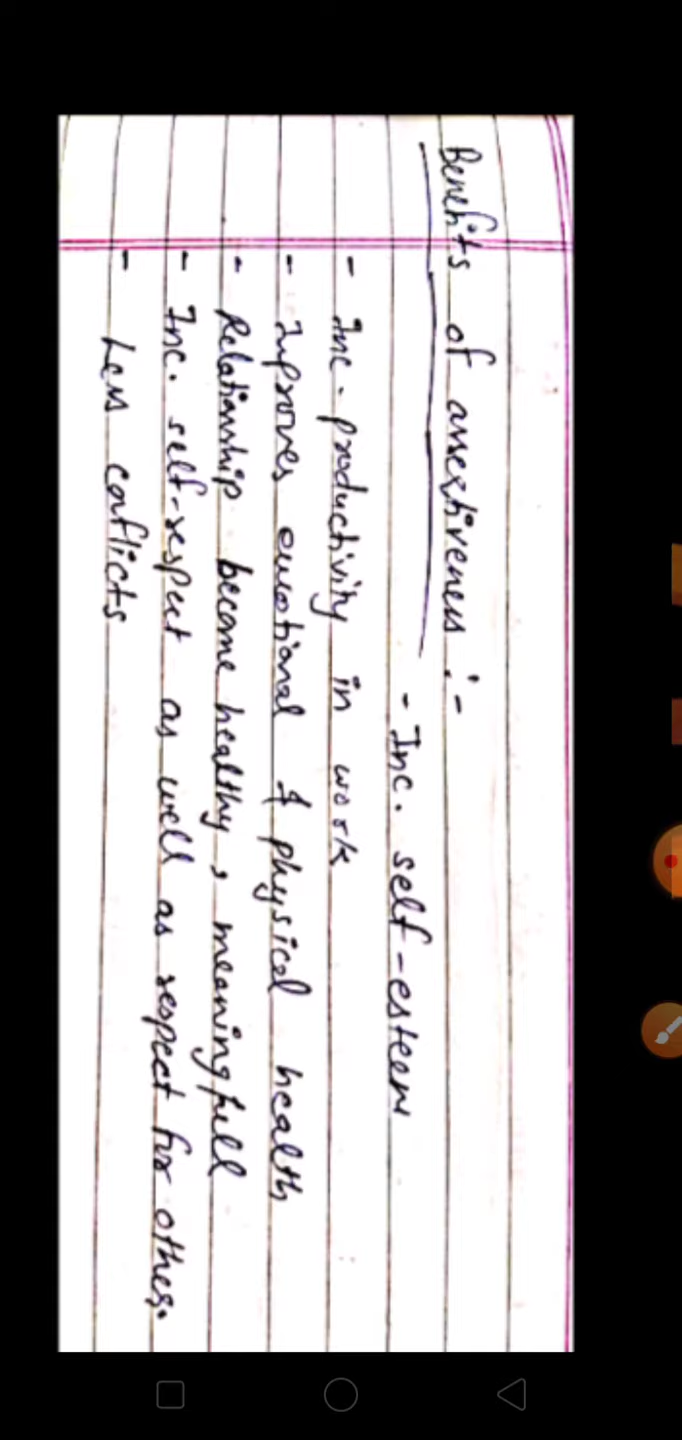 Benefits of assertiveness :-
- Inc. self-esteem
- Inc. productivity in work
- Improves emotional & physical health
- Relationship become healthy, meaningfull
- Inc. self-respect as well as respect for other.
- Less conflicts